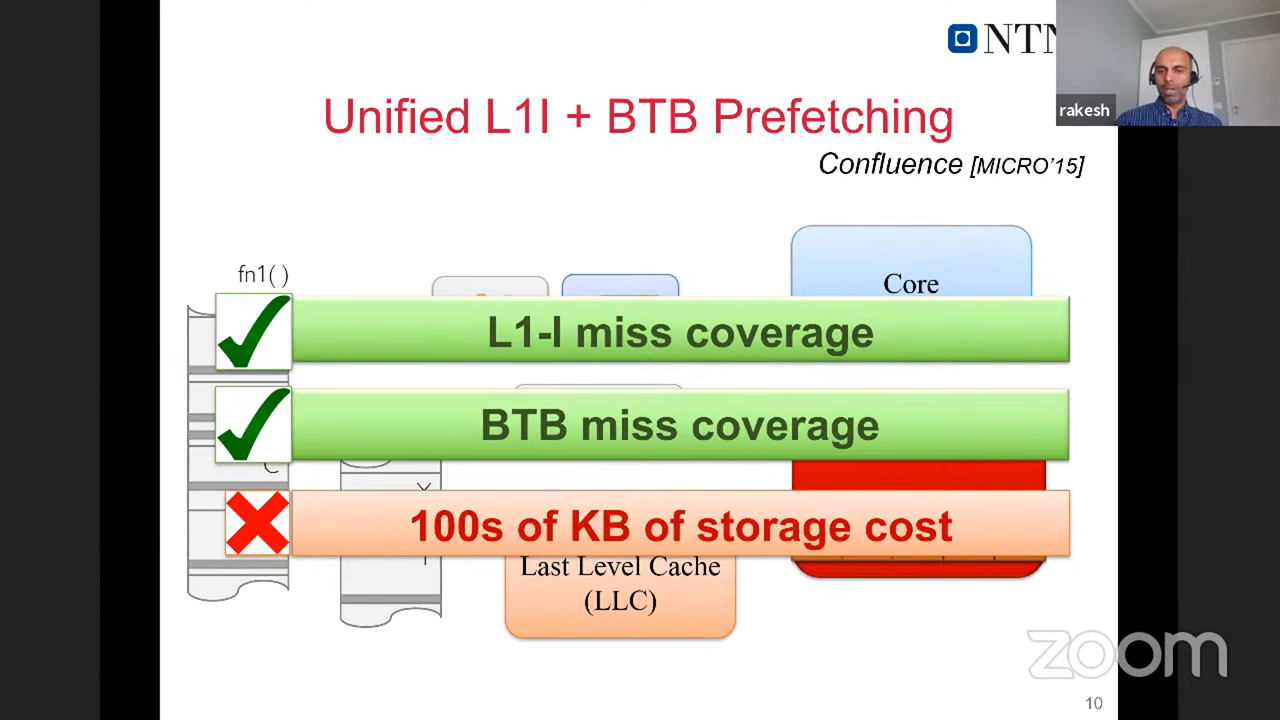 NTN
rakesh
Unified L1I + BTB Prefetching
Confluence [MICRO'15]
fn1( )
Core
L1-I miss coverage
BTB miss coverage
C
100s of KB of storage cost
Last Level Cache
(LLC)
zoom
10